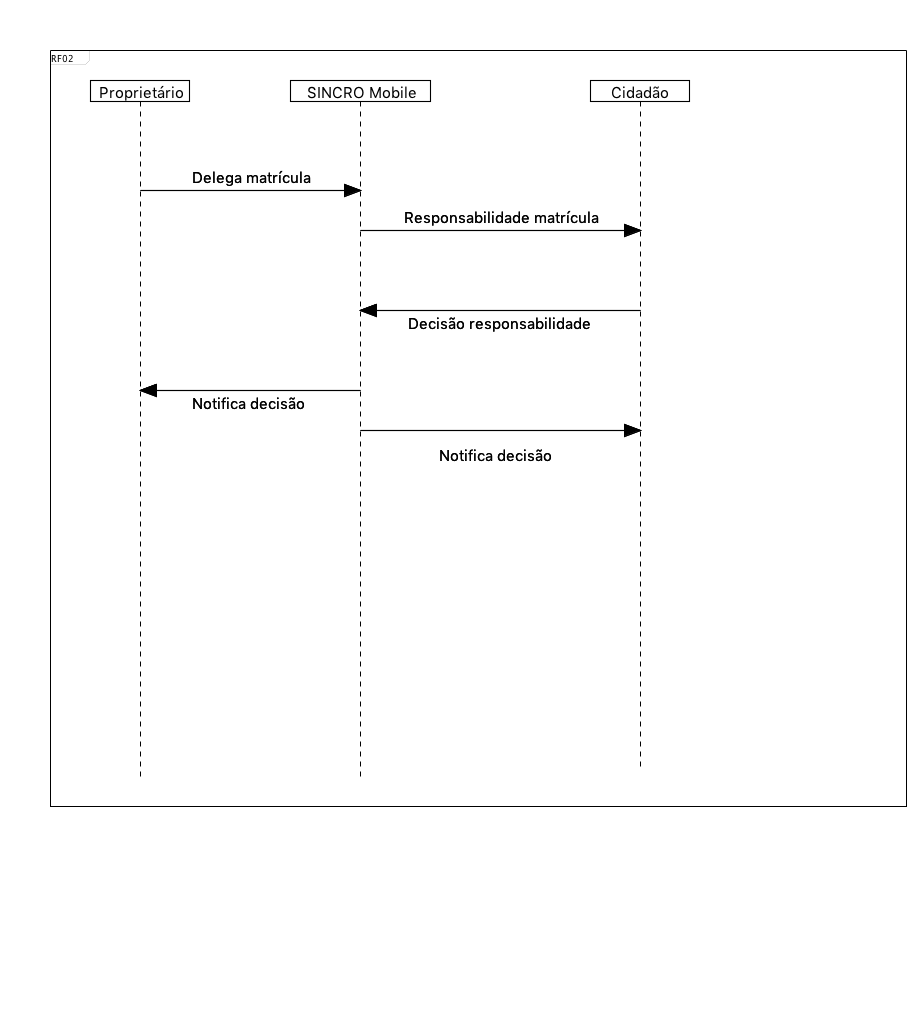 RF02
Proprietário
SINCRO Mobile
Cidadão
Delega matrícula
Responsabilidade matrícula
Decisão responsabilidade
Notifica decisão
Notifica decisão